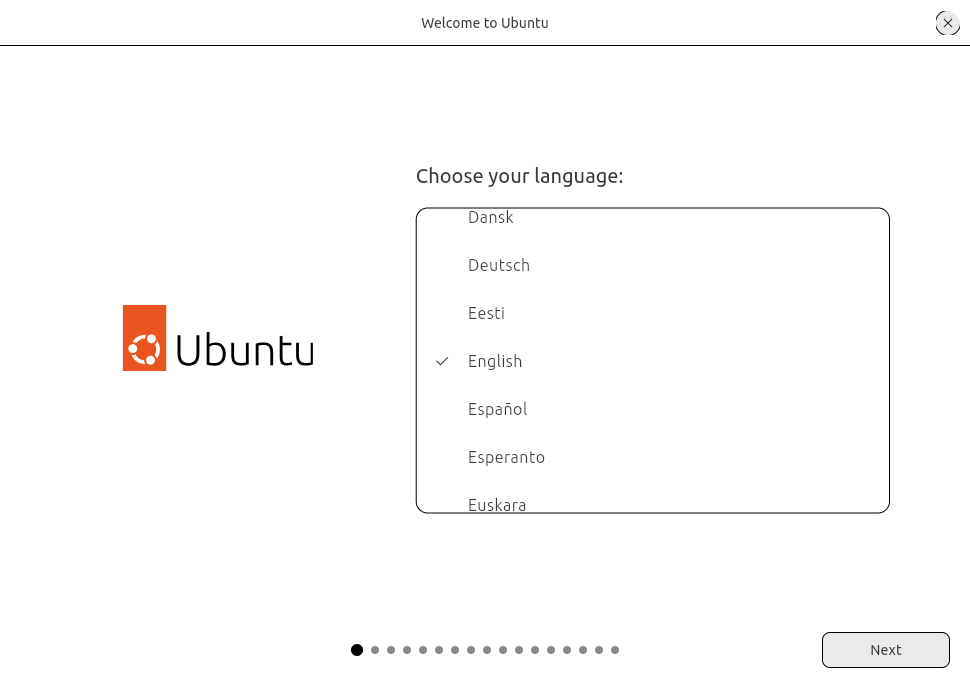 Welcome to Ubuntu
Choose your language:
Dansk
Deutsch
Eesti
English
Español
Esperanto
Euskara
Ubuntu
Next